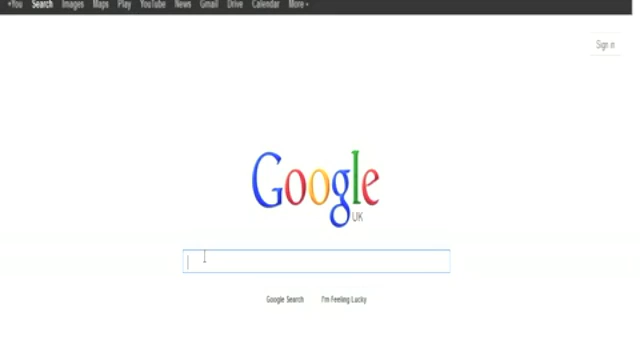 +You Search Images Maps Play YouTube News Gmail Drive Calendar More
Sign in
Google
UK
Google Search I'm Feeling Lucky